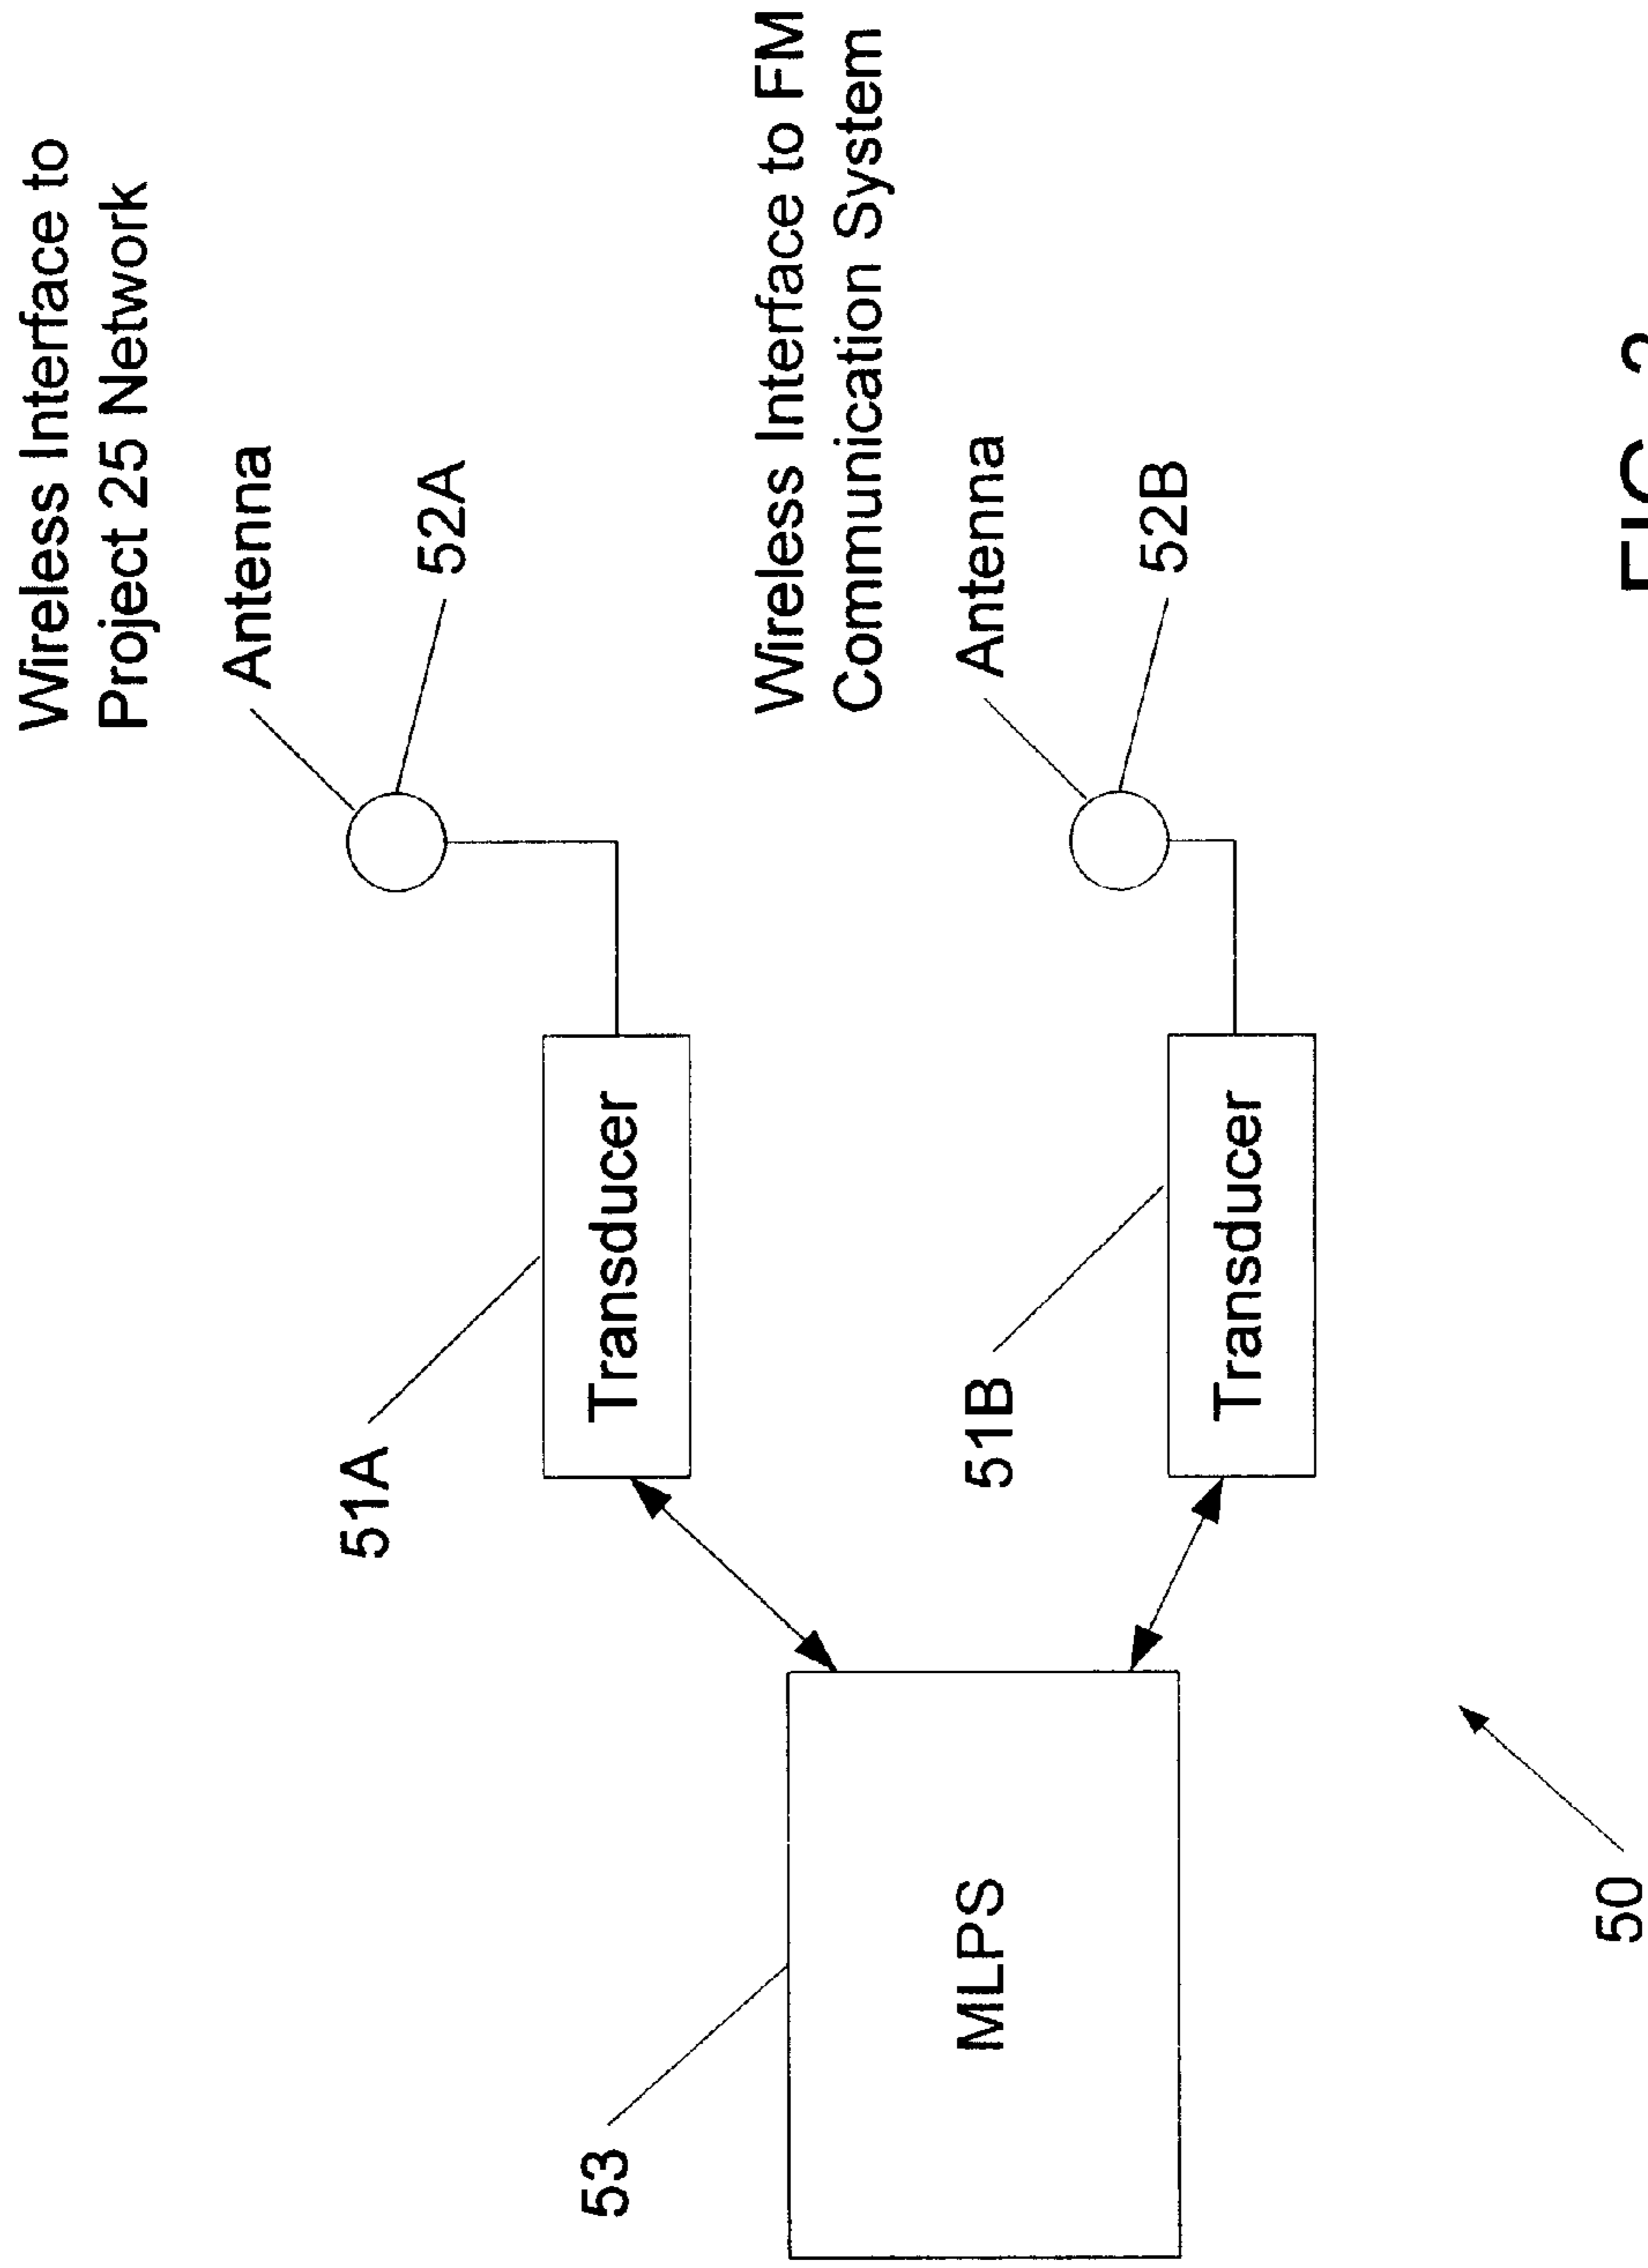 Wireless Interface to
Project 25 Network
Antenna
52A
51A
Transducer
Wireless Interface to FM
Communication System
Antenna
52B
51B
Transducer
53
MLPS
50